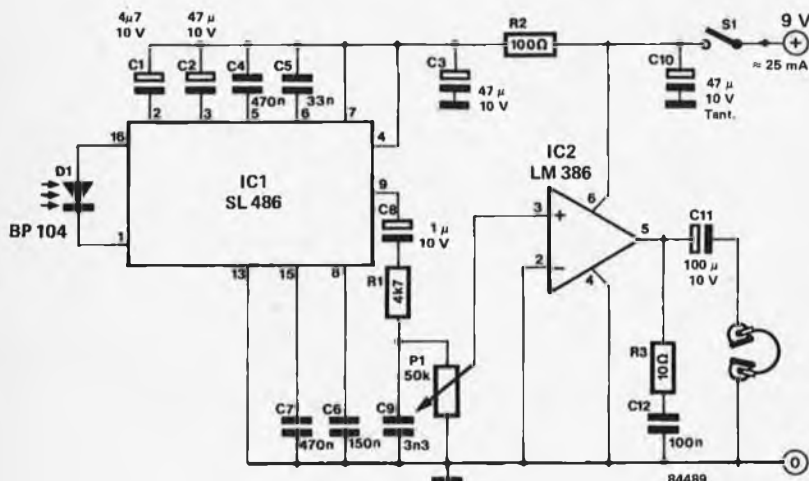 4μ7
10 V
47 μ
10 V
R2
100Ω
S1
9 V
+
≈ 25 mA
C1
C2
C4
C5
470n
33n
C3
47 μ
10 V
C10
47 μ
10 V
Tant.
2
3
5
6
7
4
16
D1
BP 104
1
IC1
SL 486
9
C8
1 μ
10 V
R1
4k7
13
15
8
IC2
LM 386
3
+
2
−
6
5
4
C11
100 μ
10 V
P1
50k
R3
10Ω
C12
100n
C7
470n
C6
150n
C9
3n3
0
84489